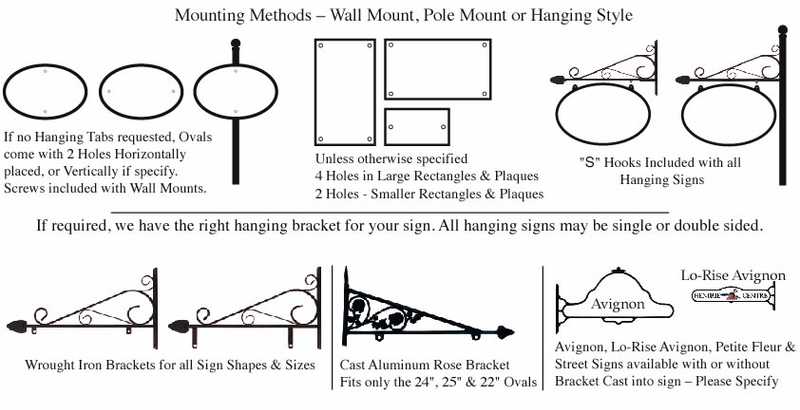 Mounting Methods – Wall Mount, Pole Mount or Hanging Style
If no Hanging Tabs requested, Ovals
come with 2 Holes Horizontally
placed, or Vertically if specify.
Screws included with Wall Mounts.
Unless otherwise specified
4 Holes in Large Rectangles & Plaques
2 Holes - Smaller Rectangles & Plaques
"S" Hooks Included with all
Hanging Signs
If required, we have the right hanging bracket for your sign. All hanging signs may be single or double sided.
Wrought Iron Brackets for all Sign Shapes & Sizes
Cast Aluminum Rose Bracket
Fits only the 24", 25" & 22" Ovals
Avignon
Lo-Rise Avignon
CENTRE
Avignon, Lo-Rise Avignon, Petite Fleur &
Street Signs available with or without
Bracket Cast into sign – Please Specify